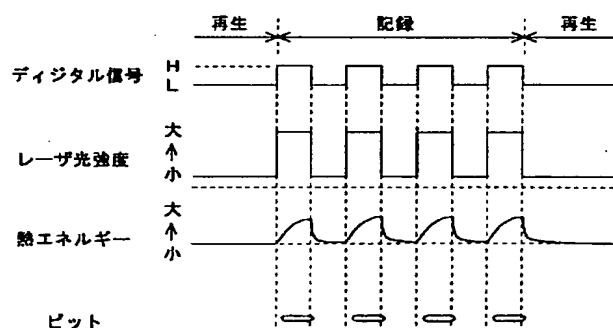 再生 記録 再生
ディジタル信号 H
L
レーザ光強度 大
↑
小
熱エネルギー 大
↑
小
ピット